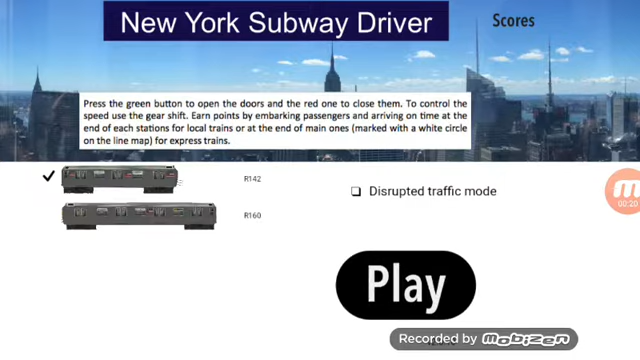 New York Subway Driver
Scores
Press the green button to open the doors and the red one to close them. To control the
speed use the gear shift. Earn points by embarking passengers and arriving on time at the
end of each stations for local trains or at the end of main ones (marked with a white circle
on the line map) for express trains.
R142
R160
Disrupted traffic mode
00:20
Play
Recorded by MOBIZEN